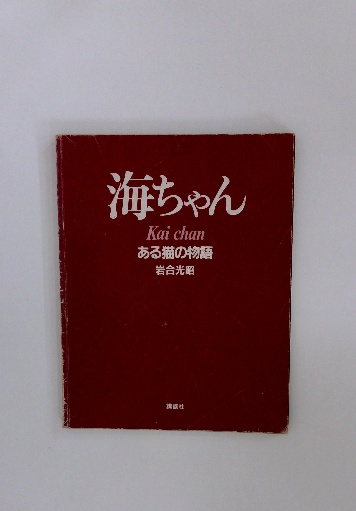 海ちゃん
Kai chan
ある猫の物語
岩合光昭
講談社